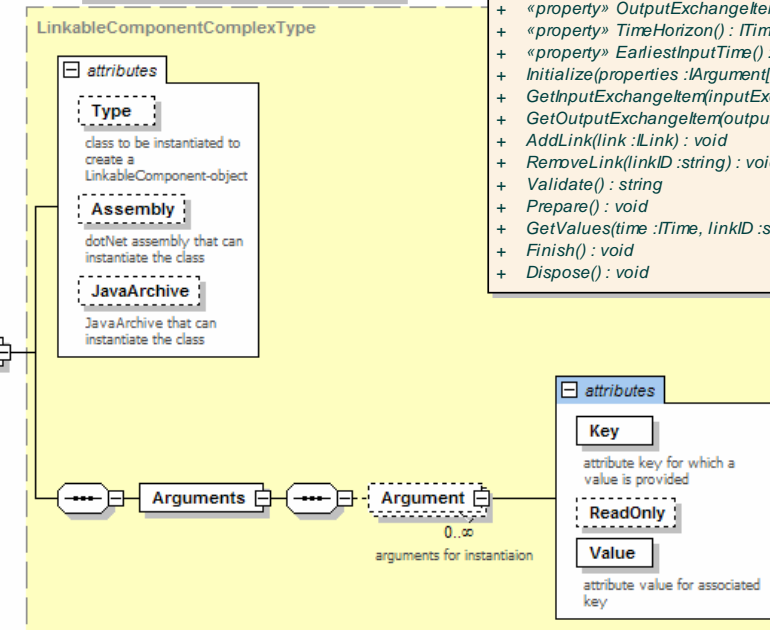 LinkableComponentComplexType
attributes
Type
class to be instantiated to
create a
LinkableComponent-object
Assembly
dotNet assembly that can
instantiate the class
JavaArchive
JavaArchive that can
instantiate the class
+ «property» OutputExchangeIte
+ «property» TimeHorizon() : ITim
+ «property» EarliestInputTime() :
+ Initialize(properties :IArgument[
+ GetInputExchangeItem(inputExc
+ GetOutputExchangeItem(outpu
+ AddLink(link :ILink) : void
+ RemoveLink(linkID :string) : voi
+ Validate() : string
+ Prepare() : void
+ GetValues(time :ITime, linkID :s
+ Finish() : void
+ Dispose() : void
Arguments
Argument
0..∞
arguments for instantiaion
attributes
Key
attribute key for which a
value is provided
ReadOnly
Value
attribute value for associated
key